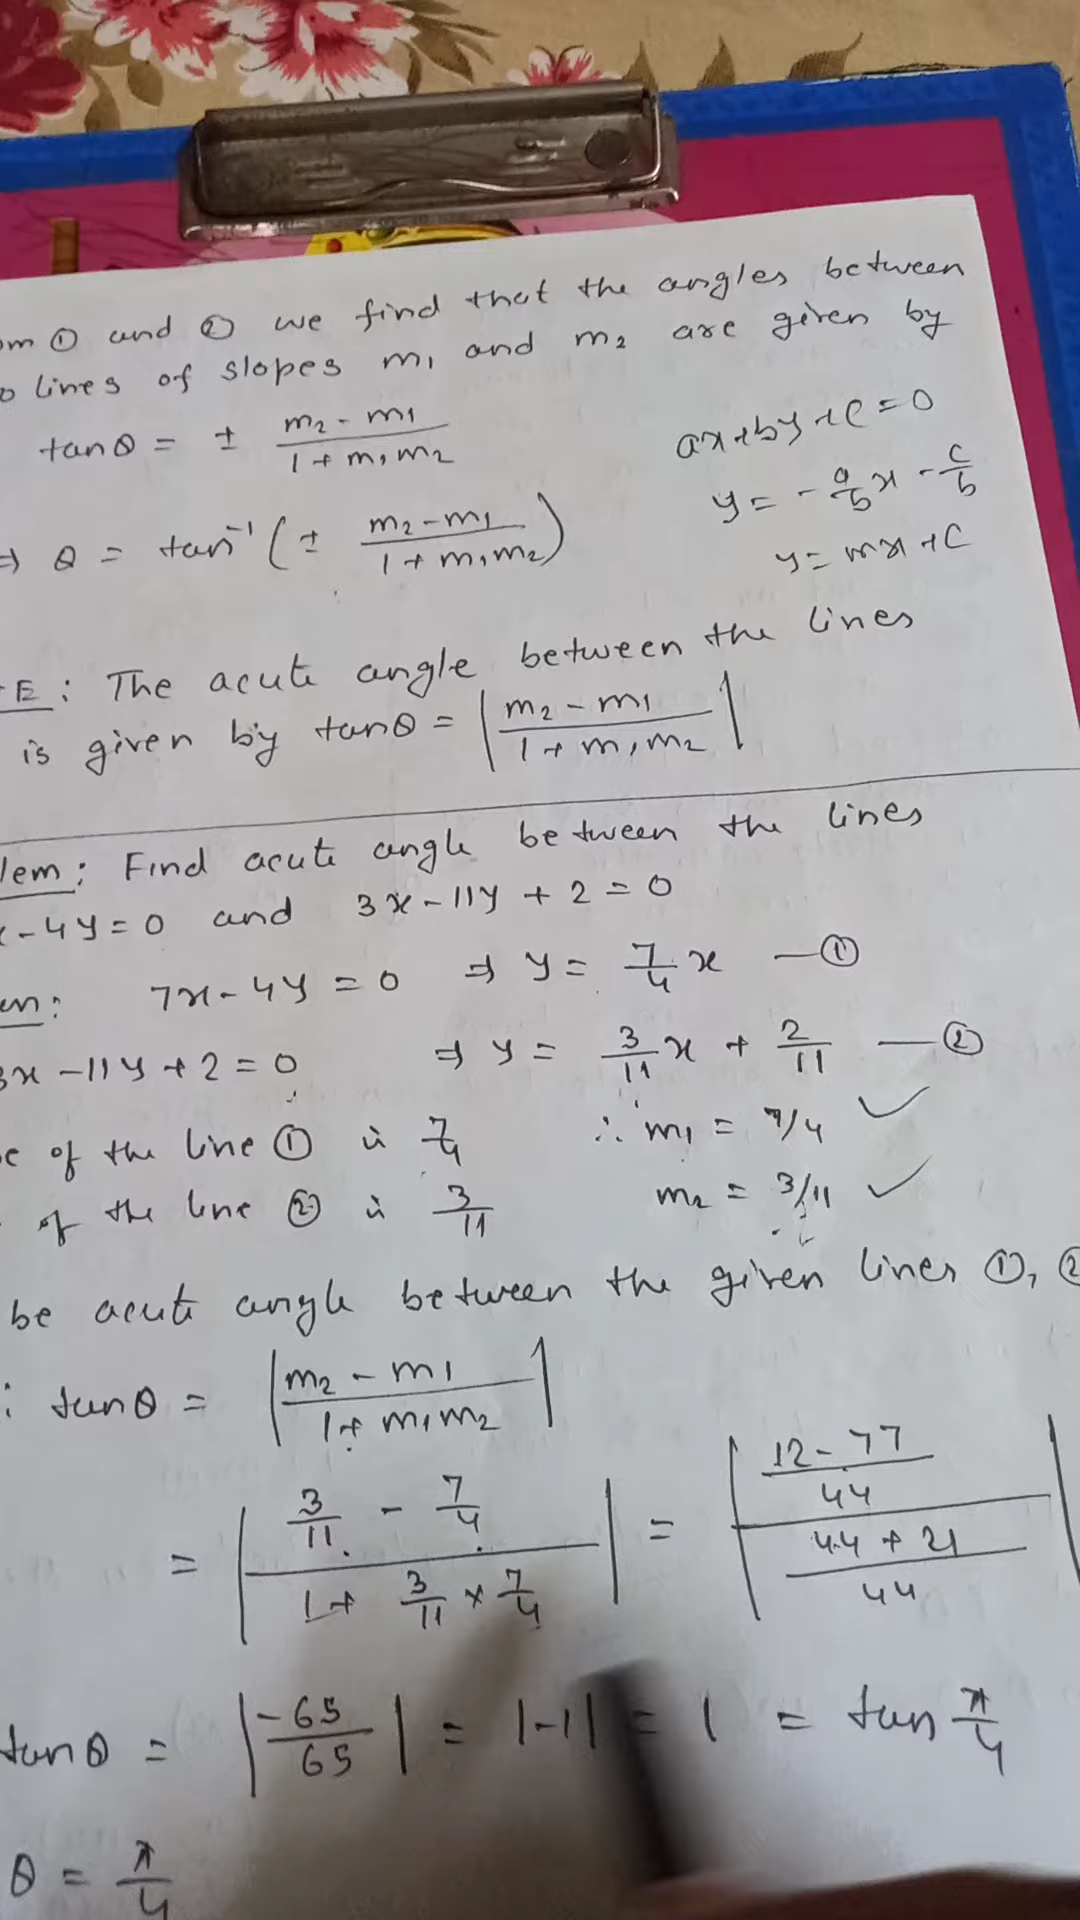 om ① and ② we find that the angles between
o lines of slopes m₁ and m₂ are given by
tanθ = ± (m₂-m₁)/(1+m₁m₂)
ax+by+c=0
y = -a/b x - c/b
⇒ θ = tan⁻¹(± (m₂-m₁)/(1+m₁m₂))
y = mx+c
E: The acute angle between the lines
is given by tanθ = |(m₂-m₁)/(1+m₁m₂)|
lem: Find acute angle between the lines
x-4y=0 and 3x-11y+2=0
en: 7x-4y=0 ⇒ y = 7/4 x —①
3x-11y+2=0 ⇒ y = 3/11 x + 2/11 —②
e of the line ① is 7/4 ∴ m₁ = 7/4 ✓
of the line ② is 3/11 m₂ = 3/11 ✓
be acute angle between the given lines ①, ②
: tanθ = |(m₂-m₁)/(1+m₁m₂)|
= |(3/11 - 7/4)/(1+ 3/11 × 7/4)| = |((12-77)/44)/((44+21)/44)|
tanθ = |-65/65| = |-1| = 1 = tan π/4
θ = π/4